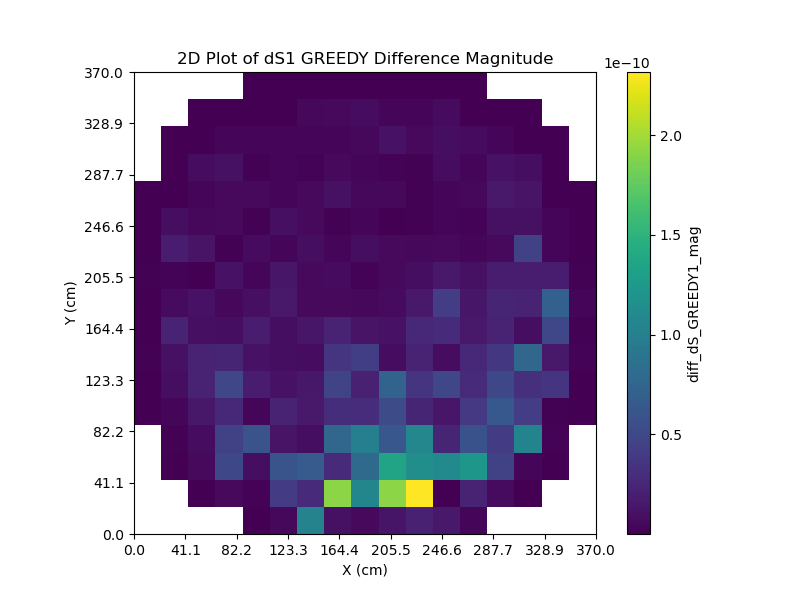 2D Plot of dS1 GREEDY Difference Magnitude
1e−10
370.0
328.9
287.7
246.6
205.5
164.4
123.3
82.2
41.1
0.0
Y (cm)
0.0 41.1 82.2 123.3 164.4 205.5 246.6 287.7 328.9 370.0
X (cm)
2.0
1.5
1.0
0.5
diff_dS_GREEDY1_mag